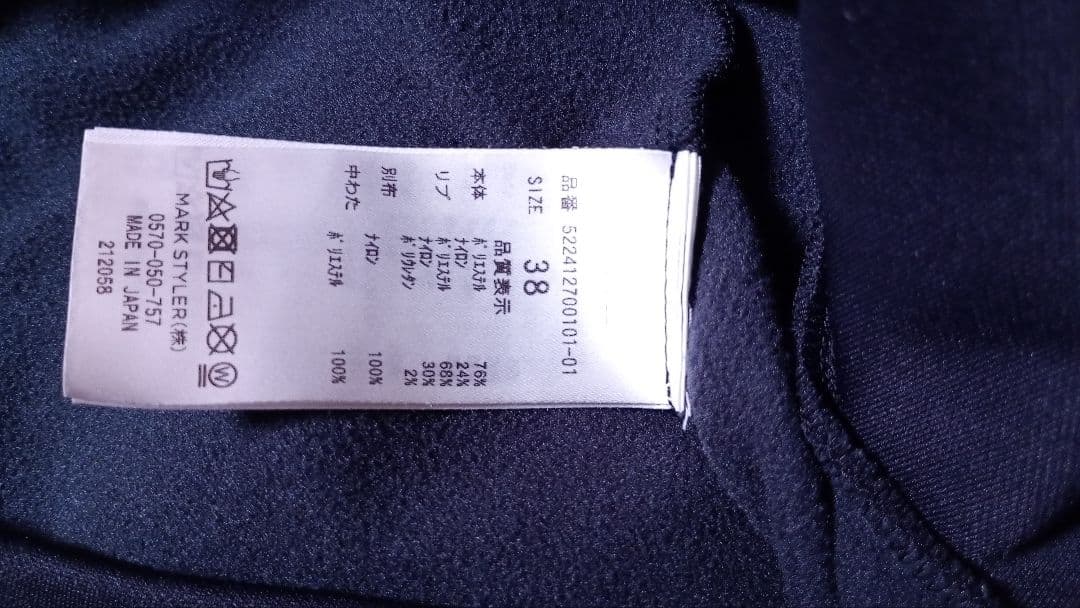 品番 522412700101-01
SIZE 38
品質表示
本体 ポリエステル 76%
ナイロン 24%
リブ ポリエステル 68%
ナイロン 30%
ポリウレタン 2%
別布 ナイロン 100%
中わた ポリエステル 100%
W
MARK STYLER(株)
0570-050-757
MADE IN JAPAN
212058